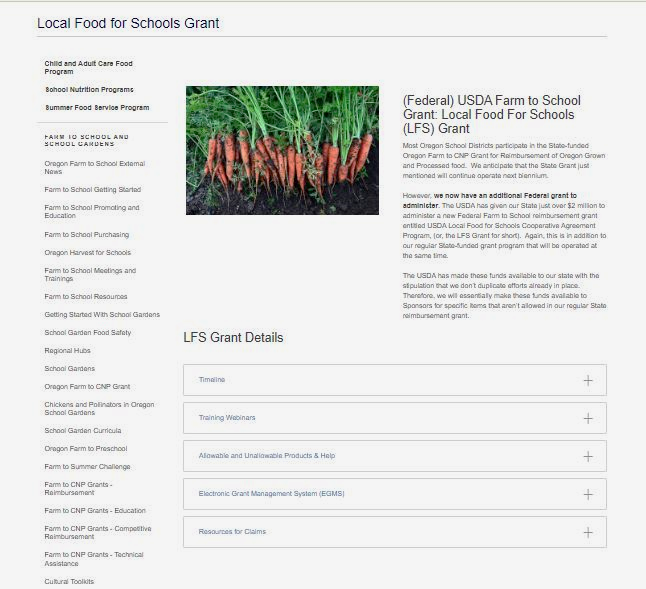 Local Food for Schools Grant
Child and Adult Care Food
Program
School Nutrition Programs
Summer Food Service Program
FARM TO SCHOOL AND
SCHOOL GARDENS
Oregon Farm to School External
News
Farm to School Getting Started
Farm to School Promoting and
Education
Farm to School Purchasing
Oregon Harvest for Schools
Farm to School Meetings and
Trainings
Farm to School Resources
Getting Started With School Gardens
School Garden Food Safety
Regional Hubs
School Gardens
Oregon Farm to CNP Grant
Chickens and Pollinators in Oregon
School Gardens
School Garden Curricula
Oregon Farm to Preschool
Farm to Summer Challenge
Farm to CNP Grants -
Reimbursement
Farm to CNP Grants - Education
Farm to CNP Grants - Competitive
Reimbursement
Farm to CNP Grants - Technical
Assistance
Cultural Toolkits
(Federal) USDA Farm to School
Grant: Local Food For Schools
(LFS) Grant
Most Oregon School Districts participate in the State-funded
Oregon Farm to CNP Grant for Reimbursement of Oregon Grown
and Processed food. We anticipate that the State Grant just
mentioned will continue operate next biennium.
However, we now have an additional Federal grant to
administer. The USDA has given our State just over $2 million to
administer a new Federal Farm to School reimbursement grant
entitled USDA Local Food for Schools Cooperative Agreement
Program, (or, the LFS Grant for short). Again, this is in addition to
our regular State-funded grant program that will be operated at
the same time.
The USDA has made these funds available to our state with the
stipulation that we don't duplicate efforts already in place.
Therefore, we will essentially make these funds available to
Sponsors for specific items that aren't allowed in our regular State
reimbursement grant.
LFS Grant Details
Timeline
Training Webinars
Allowable and Unallowable Products & Help
Electronic Grant Management System (EGMS)
Resources for Claims